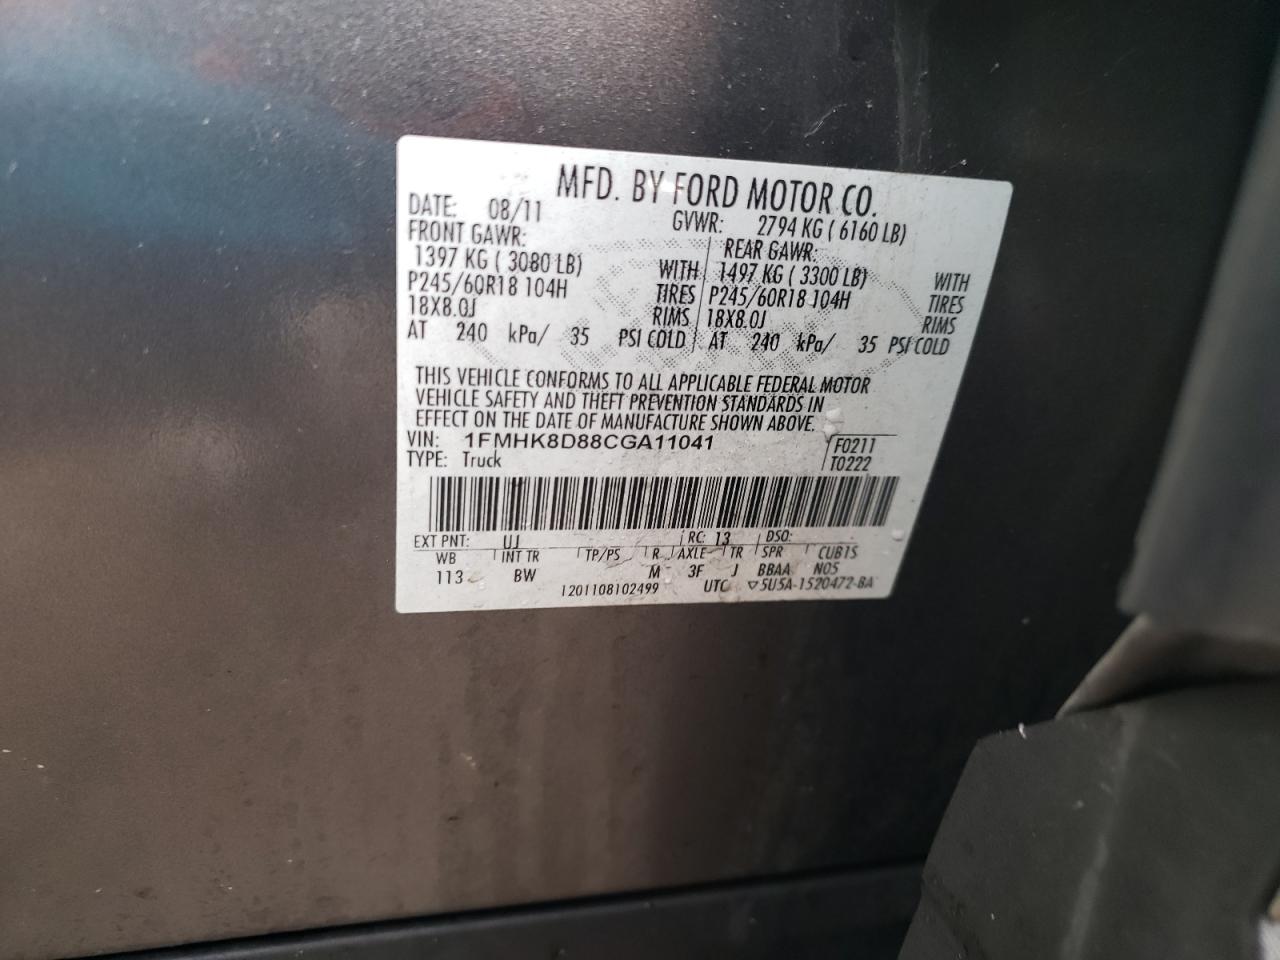 MFD. BY FORD MOTOR CO.
DATE: 08/11 GVWR: 2794 KG ( 6160 LB)
FRONT GAWR: REAR GAWR:
1397 KG ( 3080 LB) WITH 1497 KG ( 3300 LB) WITH
P245/60R18 104H TIRES P245/60R18 104H TIRES
18X8.0J RIMS 18X8.0J RIMS
AT 240 kPa/ 35 PSI COLD AT 240 kPa/ 35 PSI COLD
THIS VEHICLE CONFORMS TO ALL APPLICABLE FEDERAL MOTOR
VEHICLE SAFETY AND THEFT PREVENTION STANDARDS IN
EFFECT ON THE DATE OF MANUFACTURE SHOWN ABOVE.
VIN: 1FMHK8D88CGA11041 F0211
TYPE: Truck T0222
EXT PNT: UJ RC: 13 DSO:
WB INT TR TP/PS R AXLE TR SPR CUB1S
113 BW M 3F J BBAA N05
1201108102499 UTC ▽5U5A-1520472-BA